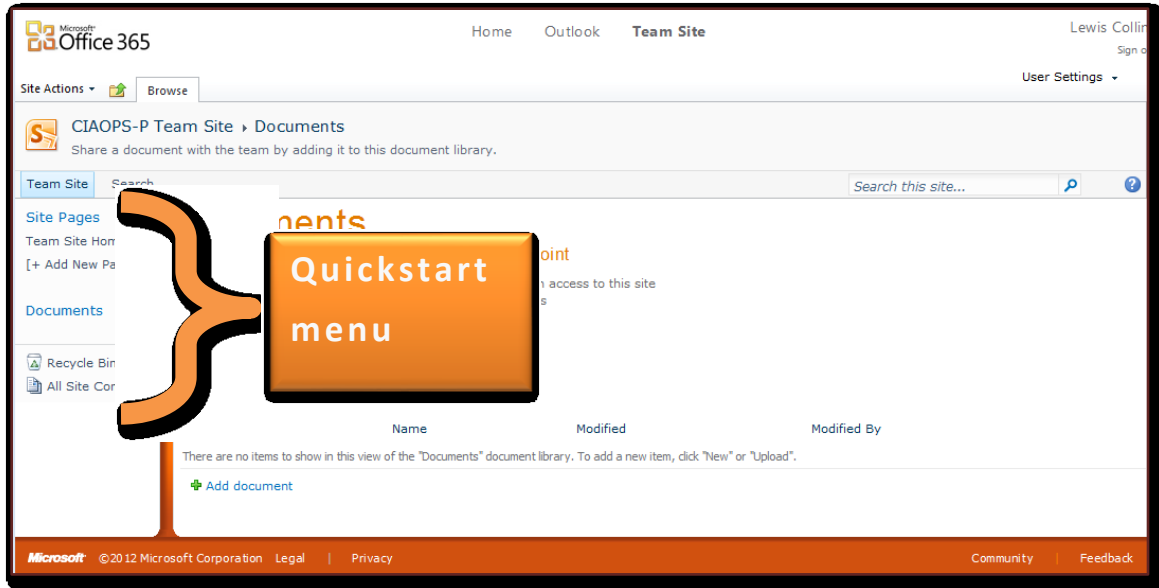 Microsoft
Office 365
Home Outlook Team Site
Lewis Collin
Sign o
User Settings
Site Actions
Browse
CIAOPS-P Team Site Documents
Share a document with the team by adding it to this document library.
Team Site Search
Search this site...
Site Pages
Team Site Hom
[+ Add New Pa
Documents
Recycle Bin
All Site Con
ments
oint
access to this site
s
Quickstart
menu
Name Modified Modified By
There are no items to show in this view of the "Documents" document library. To add a new item, click "New" or "Upload".
Add document
Microsoft ©2012 Microsoft Corporation Legal | Privacy
Community | Feedback